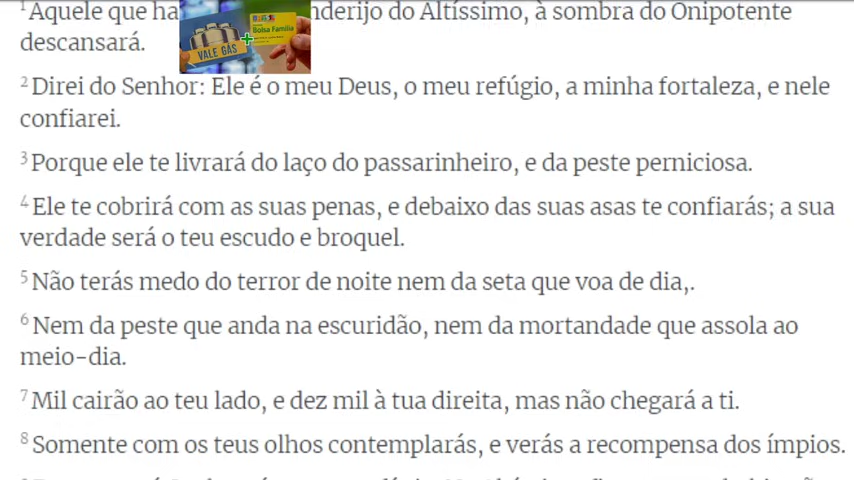 ¹Aquele que ha nderijo do Altíssimo, à sombra do Onipotente
VALE GÁS
Bolsa Família
descansará.
²Direi do Senhor: Ele é o meu Deus, o meu refúgio, a minha fortaleza, e nele
confiarei.
³Porque ele te livrará do laço do passarinheiro, e da peste perniciosa.
⁴Ele te cobrirá com as suas penas, e debaixo das suas asas te confiarás; a sua
verdade será o teu escudo e broquel.
⁵Não terás medo do terror de noite nem da seta que voa de dia,.
⁶Nem da peste que anda na escuridão, nem da mortandade que assola ao
meio-dia.
⁷Mil cairão ao teu lado, e dez mil à tua direita, mas não chegará a ti.
⁸Somente com os teus olhos contemplarás, e verás a recompensa dos ímpios.